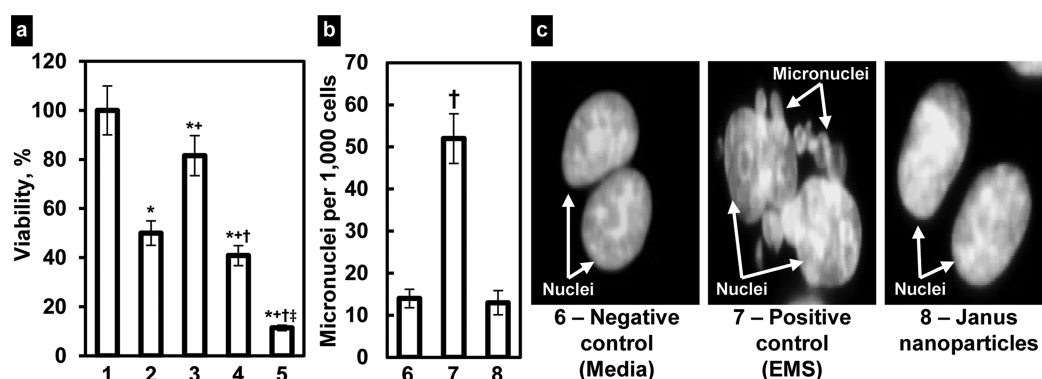 a
Viability, %
120
100
80
60
40
20
0
*
*+
*+†
*+†‡
1 2 3 4 5
b
Micronuclei per 1,000 cells
70
60
50
40
30
20
10
0
†
6 7 8
c
Nuclei
Micronuclei
Nuclei
Nuclei
6 – Negative
control
(Media)
7 – Positive
control
(EMS)
8 – Janus
nanoparticles